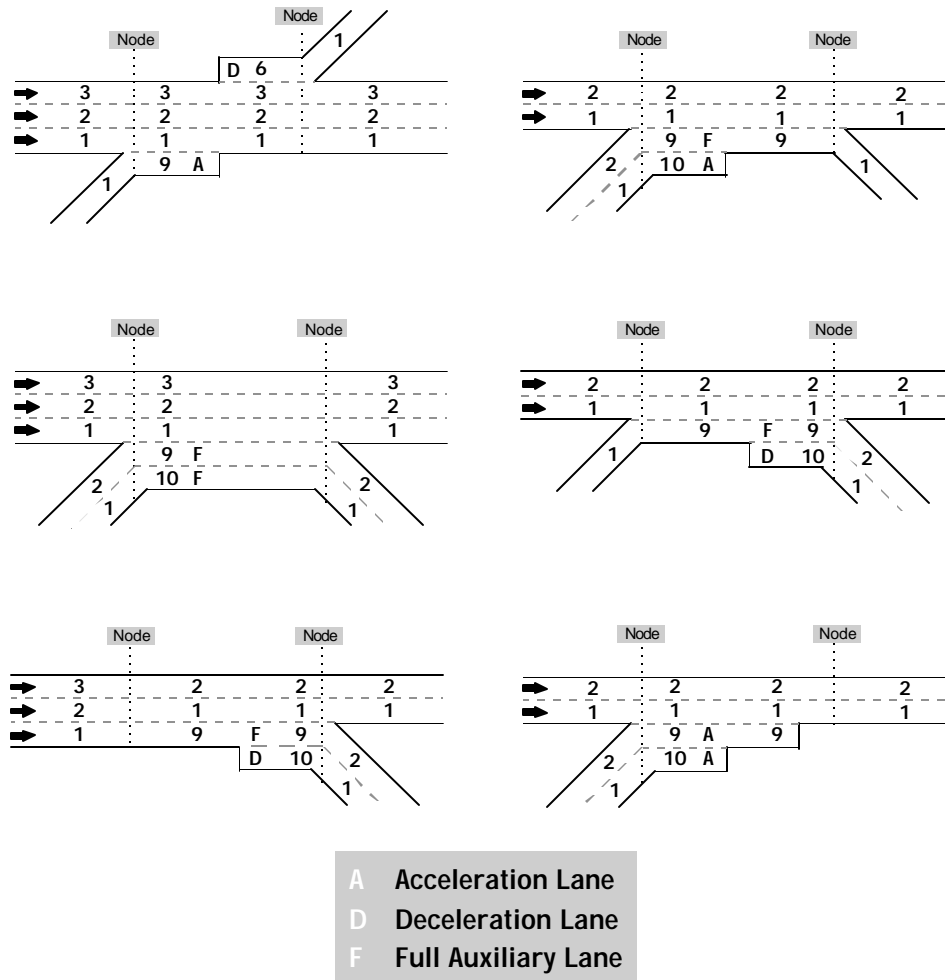 Node
Node
1
D 6
3 3 3 3
2 2 2 2
1 1 1 1
9 A
1
Node
Node
2 2 2 2
1 1 1 1
9 F 9
2
10 A
1
1
Node
Node
3 3 3
2 2 2
1 1 1
9 F
2
10 F
2
1
1
Node
Node
2 2 2 2
1 1 1 1
9 F 9
1
D 10
2
1
Node
Node
3 2 2 2
2 1 1 1
1 9 F 9
D 10
2
1
Node
Node
2 2 2 2
1 1 1 1
9 A 9
2
10 A
1
A Acceleration Lane
D Deceleration Lane
F Full Auxiliary Lane